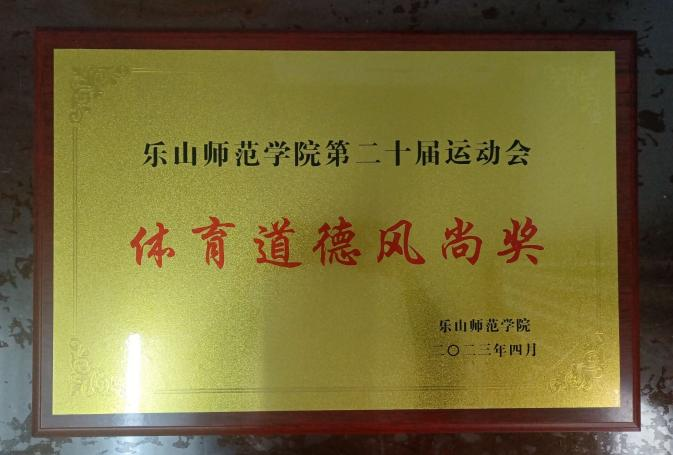 乐山师范学院第二十届运动会
体育道德风尚奖
乐山师范学院
二〇二三年四月